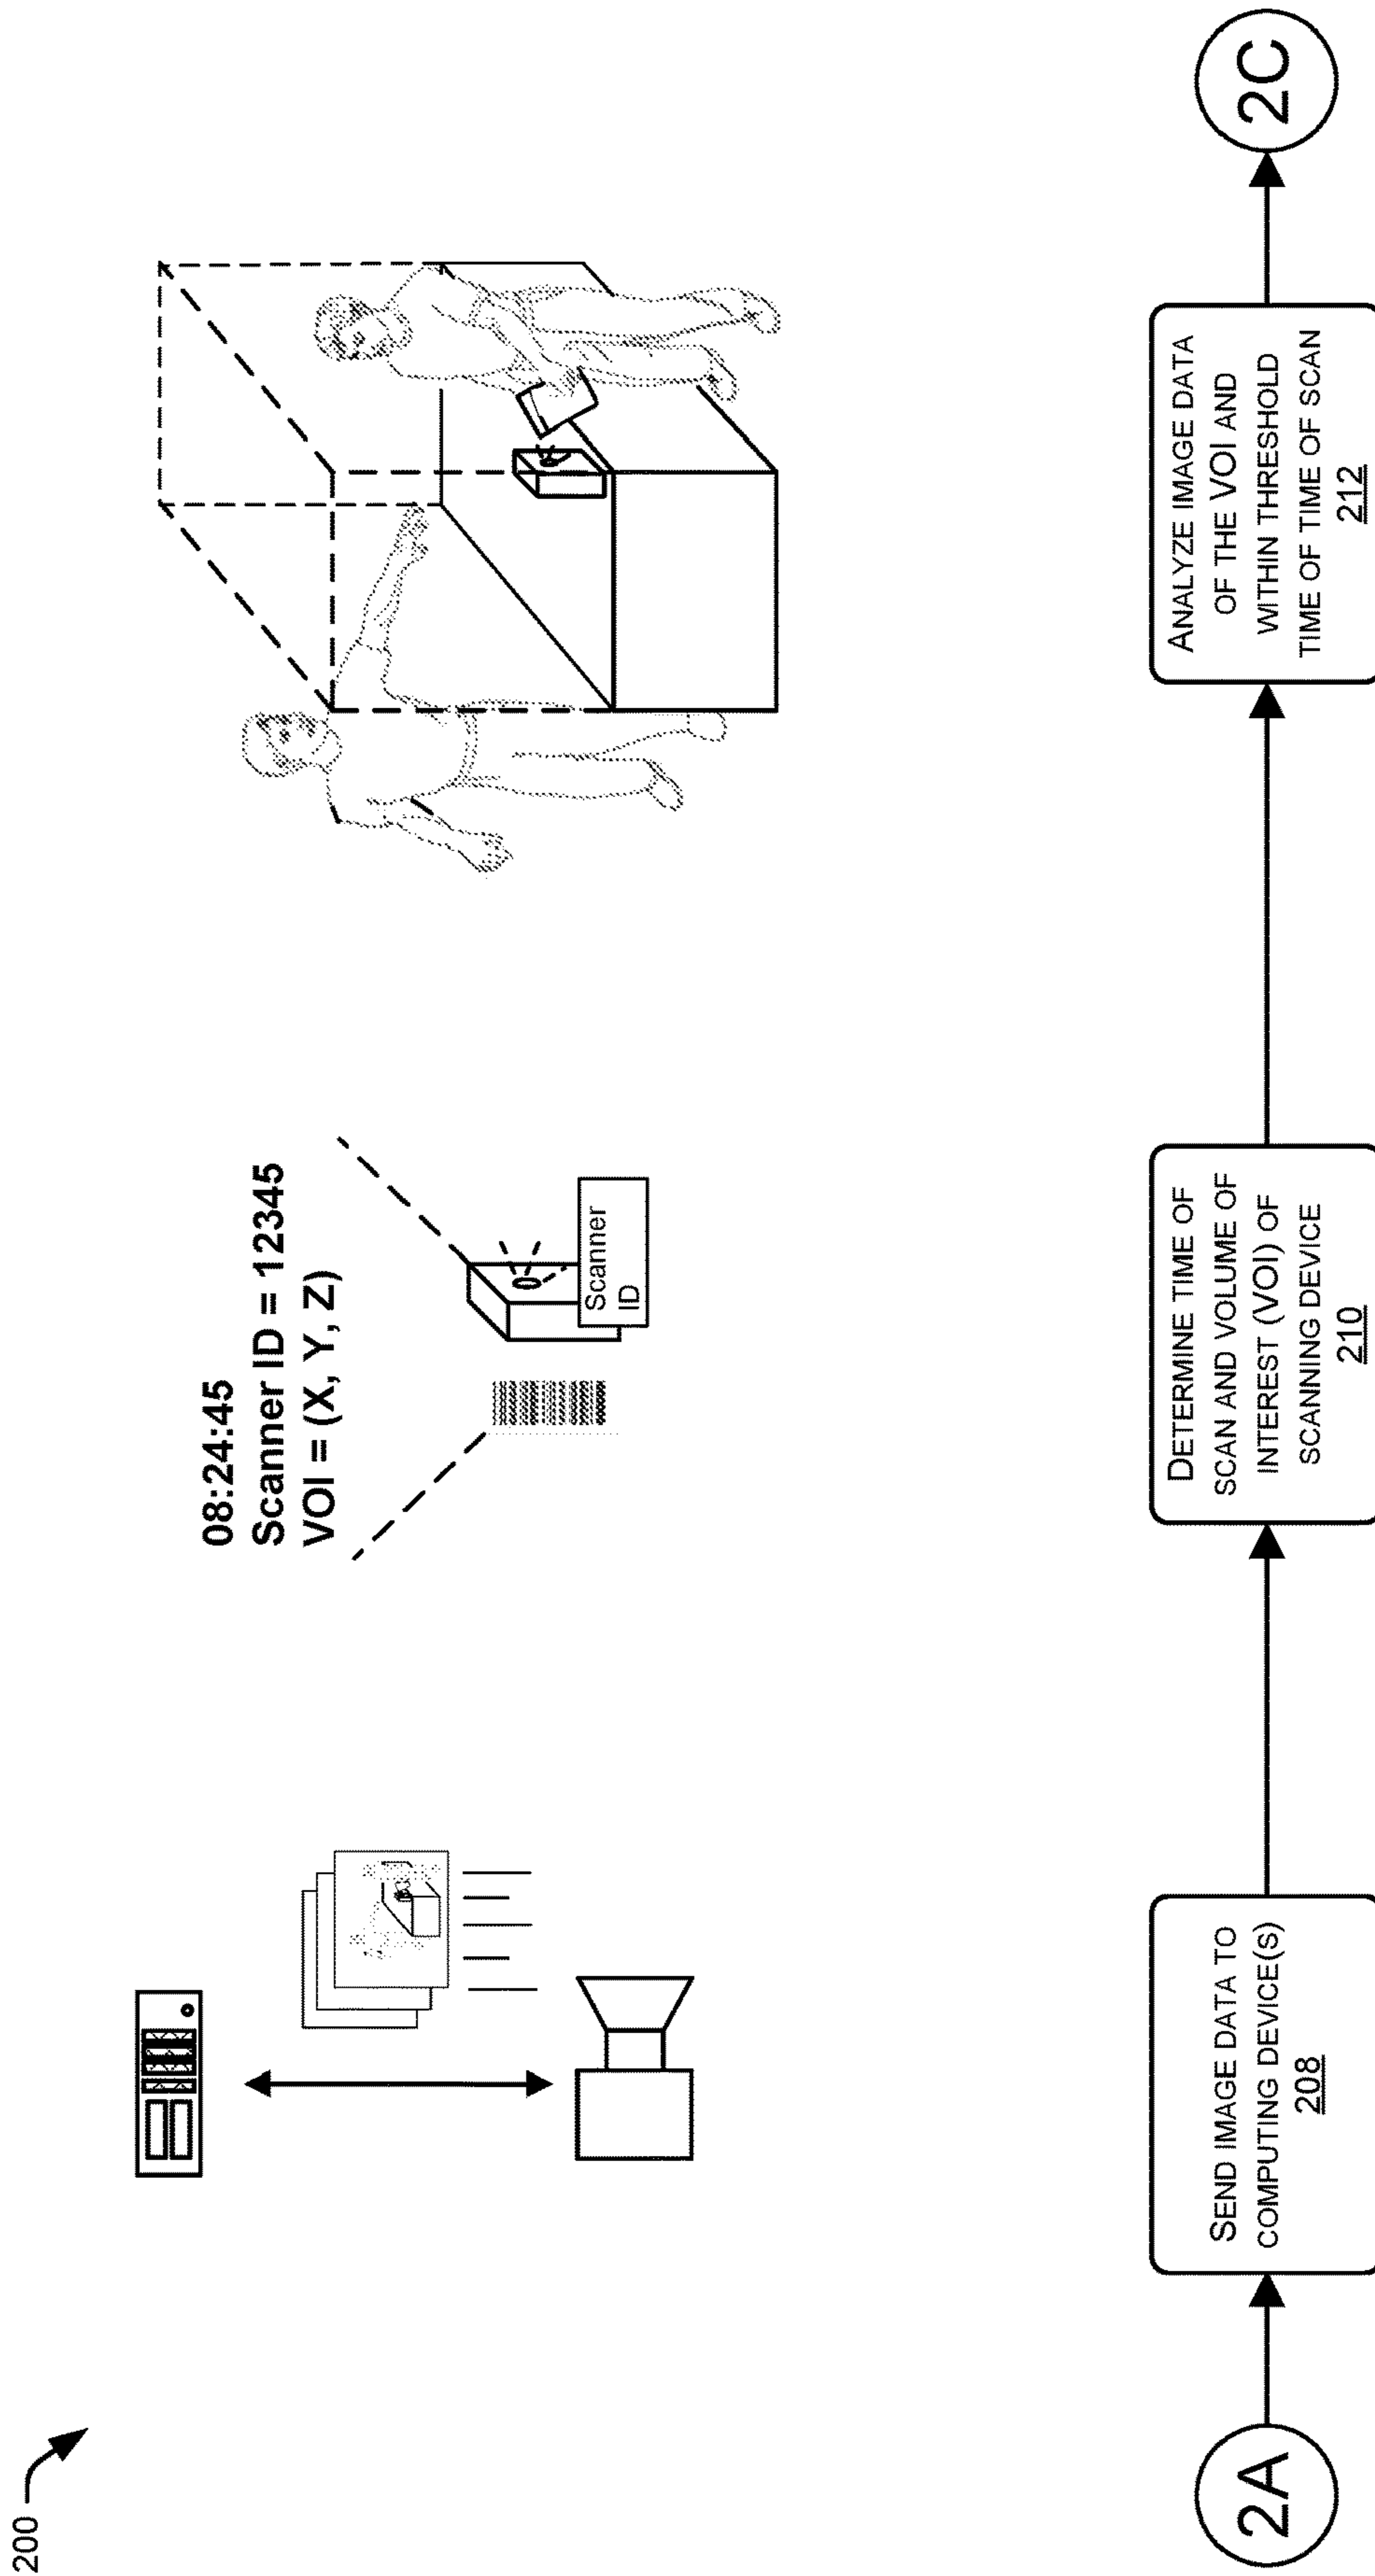 200
08:24:45
Scanner ID = 12345
VOI = (X, Y, Z)
Scanner
ID
2A
SEND IMAGE DATA TO
COMPUTING DEVICE(S)
208
DETERMINE TIME OF
SCAN AND VOLUME OF
INTEREST (VOI) OF
SCANNING DEVICE
210
ANALYZE IMAGE DATA
OF THE VOI AND
WITHIN THRESHOLD
TIME OF TIME OF SCAN
212
2C